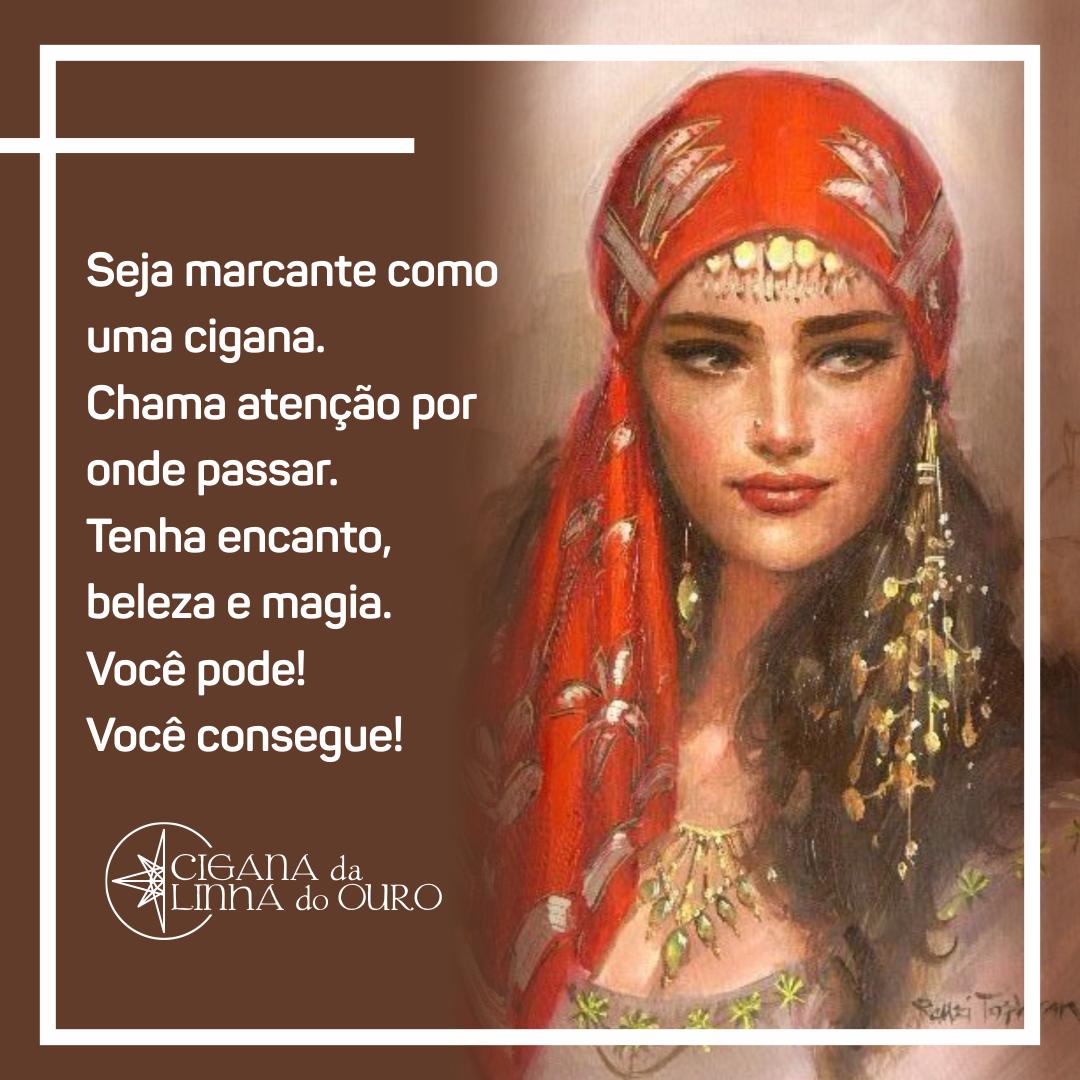 Seja marcante como
uma cigana.
Chama atenção por
onde passar.
Tenha encanto,
beleza e magia.
Você pode!
Você consegue!
CIGANA da
LINHA do OURO